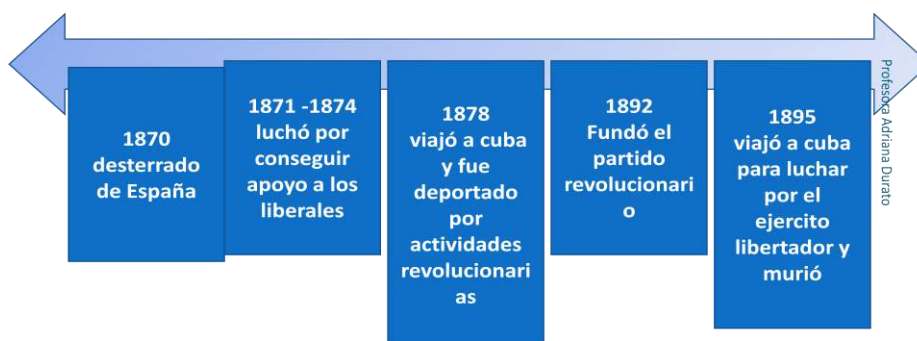 1870
desterrado
de España
1871 -1874
luchó por
conseguir
apoyo a los
liberales
1878
viajó a cuba
y fue
deportado
por
actividades
revolucionari
as
1892
Fundó el
partido
revolucionari
o
1895
viajó a cuba
para luchar
por el
ejercito
libertador y
murió
Profesora Adriana Durato